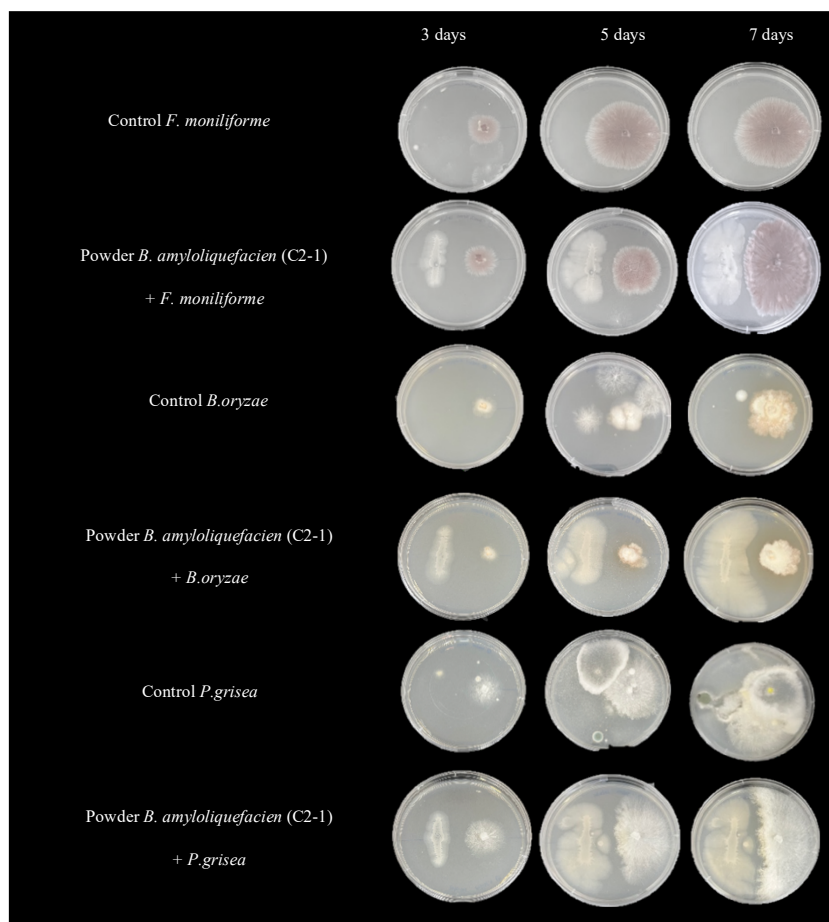 3 days 5 days 7 days
Control F. moniliforme
Powder B. amyloliquefacien (C2-1)
+ F. moniliforme
Control B.oryzae
Powder B. amyloliquefacien (C2-1)
+ B.oryzae
Control P.grisea
Powder B. amyloliquefacien (C2-1)
+ P.grisea